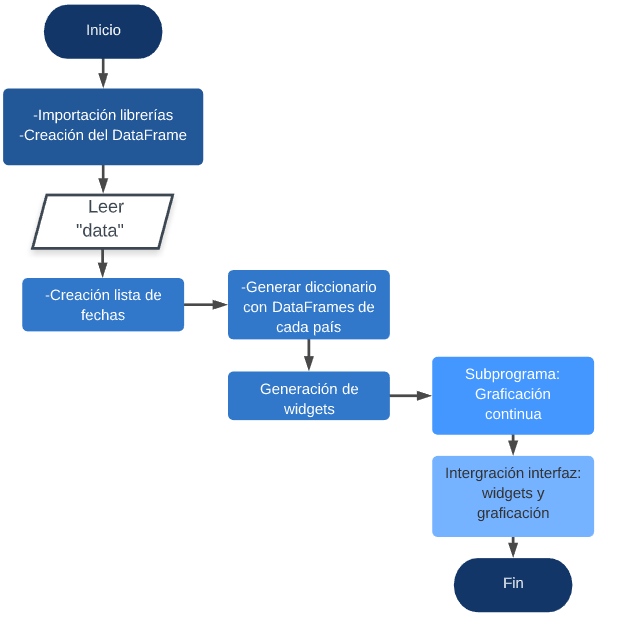 Inicio
-Importación librerías
-Creación del DataFrame
Leer
"data"
-Creación lista de
fechas
-Generar diccionario
con DataFrames de
cada país
Generación de
widgets
Subprograma:
Graficación
continua
Intergración interfaz:
widgets y
graficación
Fin